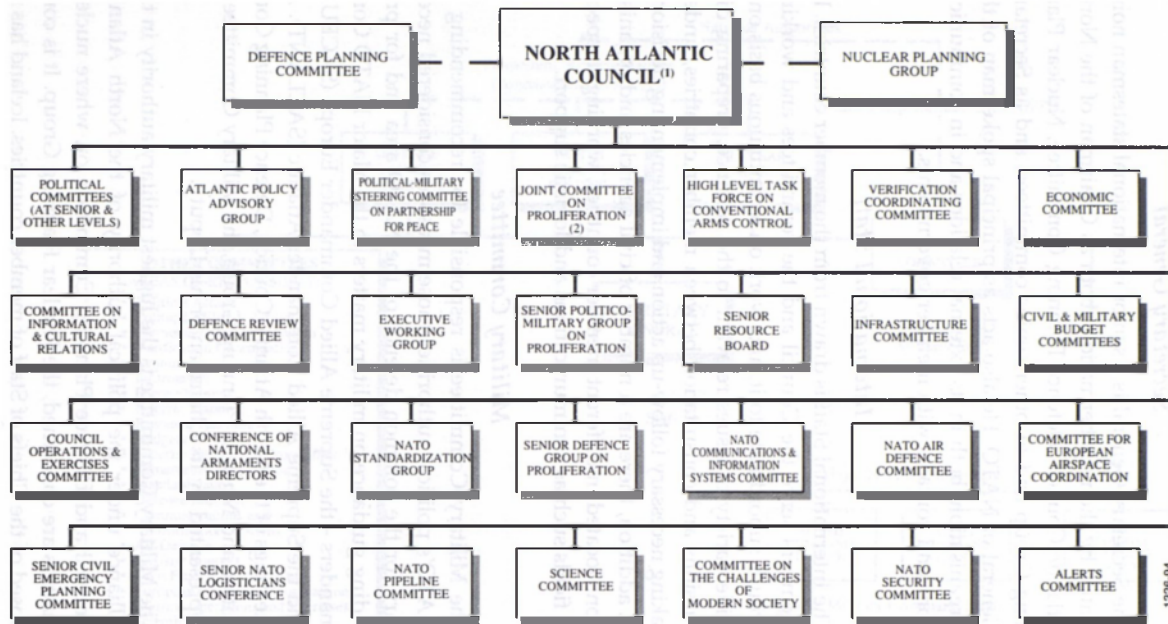 DEFENCE PLANNING
COMMITTEE
NORTH ATLANTIC
COUNCIL(1)
NUCLEAR PLANNING
GROUP
POLITICAL
COMMITTEES
(AT SENIOR &
OTHER LEVELS)
ATLANTIC POLICY
ADVISORY
GROUP
POLITICAL-MILITARY
STEERING COMMITTEE
ON PARTNERSHIP
FOR PEACE
JOINT COMMITTEE
ON
PROLIFERATION
(2)
HIGH LEVEL TASK
FORCE ON
CONVENTIONAL
ARMS CONTROL
VERIFICATION
COORDINATING
COMMITTEE
ECONOMIC
COMMITTEE
COMMITTEE ON
INFORMATION
& CULTURAL
RELATIONS
DEFENCE REVIEW
COMMITTEE
EXECUTIVE
WORKING
GROUP
SENIOR POLITICO-
MILITARY GROUP
ON
PROLIFERATION
SENIOR
RESOURCE
BOARD
INFRASTRUCTURE
COMMITTEE
CIVIL & MILITARY
BUDGET
COMMITTEES
COUNCIL
OPERATIONS &
EXERCISES
COMMITTEE
CONFERENCE OF
NATIONAL
ARMAMENTS
DIRECTORS
NATO
STANDARDIZATION
GROUP
SENIOR DEFENCE
GROUP ON
PROLIFERATION
NATO
COMMUNICATIONS &
INFORMATION
SYSTEMS COMMITTEE
NATO AIR
DEFENCE
COMMITTEE
COMMITTEE FOR
EUROPEAN
AIRSPACE
COORDINATION
SENIOR CIVIL
EMERGENCY
PLANNING
COMMITTEE
SENIOR NATO
LOGISTICIANS
CONFERENCE
NATO
PIPELINE
COMMITTEE
SCIENCE
COMMITTEE
COMMITTEE ON
THE CHALLENGES
OF
MODERN SOCIETY
NATO
SECURITY
COMMITTEE
ALERTS
COMMITTEE